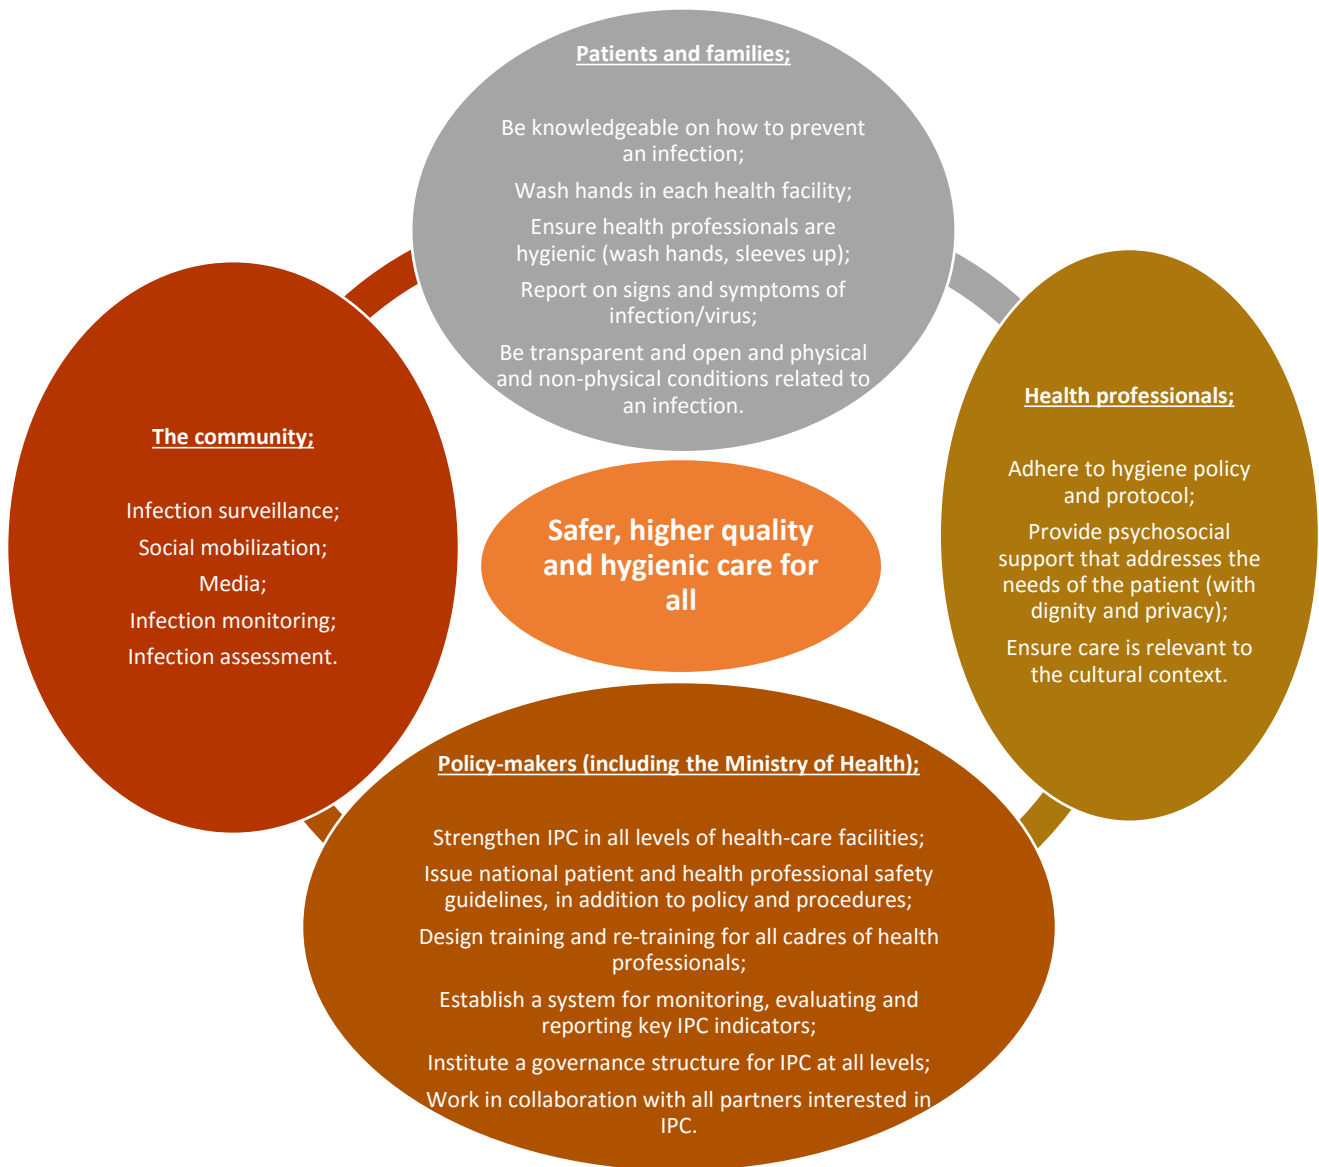 Patients and families;
Be knowledgeable on how to prevent
an infection;
Wash hands in each health facility;
Ensure health professionals are
hygienic (wash hands, sleeves up);
Report on signs and symptoms of
infection/virus;
Be transparent and open and physical
and non-physical conditions related to
an infection.
Health professionals;
Adhere to hygiene policy
and protocol;
Provide psychosocial
support that addresses the
needs of the patient (with
dignity and privacy);
Ensure care is relevant to
the cultural context.
The community;
Infection surveillance;
Social mobilization;
Media;
Infection monitoring;
Infection assessment.
Safer, higher quality
and hygienic care for
all
Policy-makers (including the Ministry of Health);
Strengthen IPC in all levels of health-care facilities;
Issue national patient and health professional safety
guidelines, in addition to policy and procedures;
Design training and re-training for all cadres of health
professionals;
Establish a system for monitoring, evaluating and
reporting key IPC indicators;
Institute a governance structure for IPC at all levels;
Work in collaboration with all partners interested in
IPC.